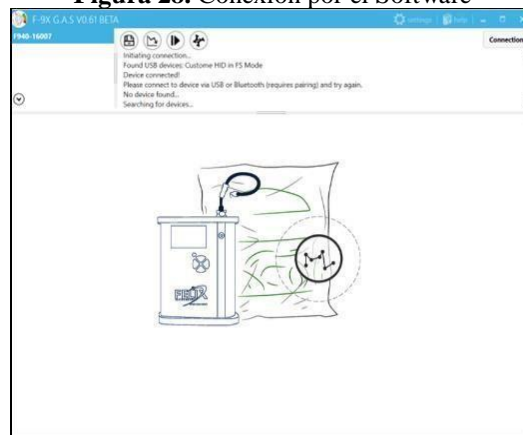 Figura 28. Conexión por el Software
F-9X G.A.S V0.61 BETA
settings
help
F940-16007
Connection
Initiating connection...
Found USB devices: Custome HID in FS Mode
Device connected!
Please connect to device via USB or Bluetooth (requires pairing) and try again.
No device found...
Searching for devices...
FELIX